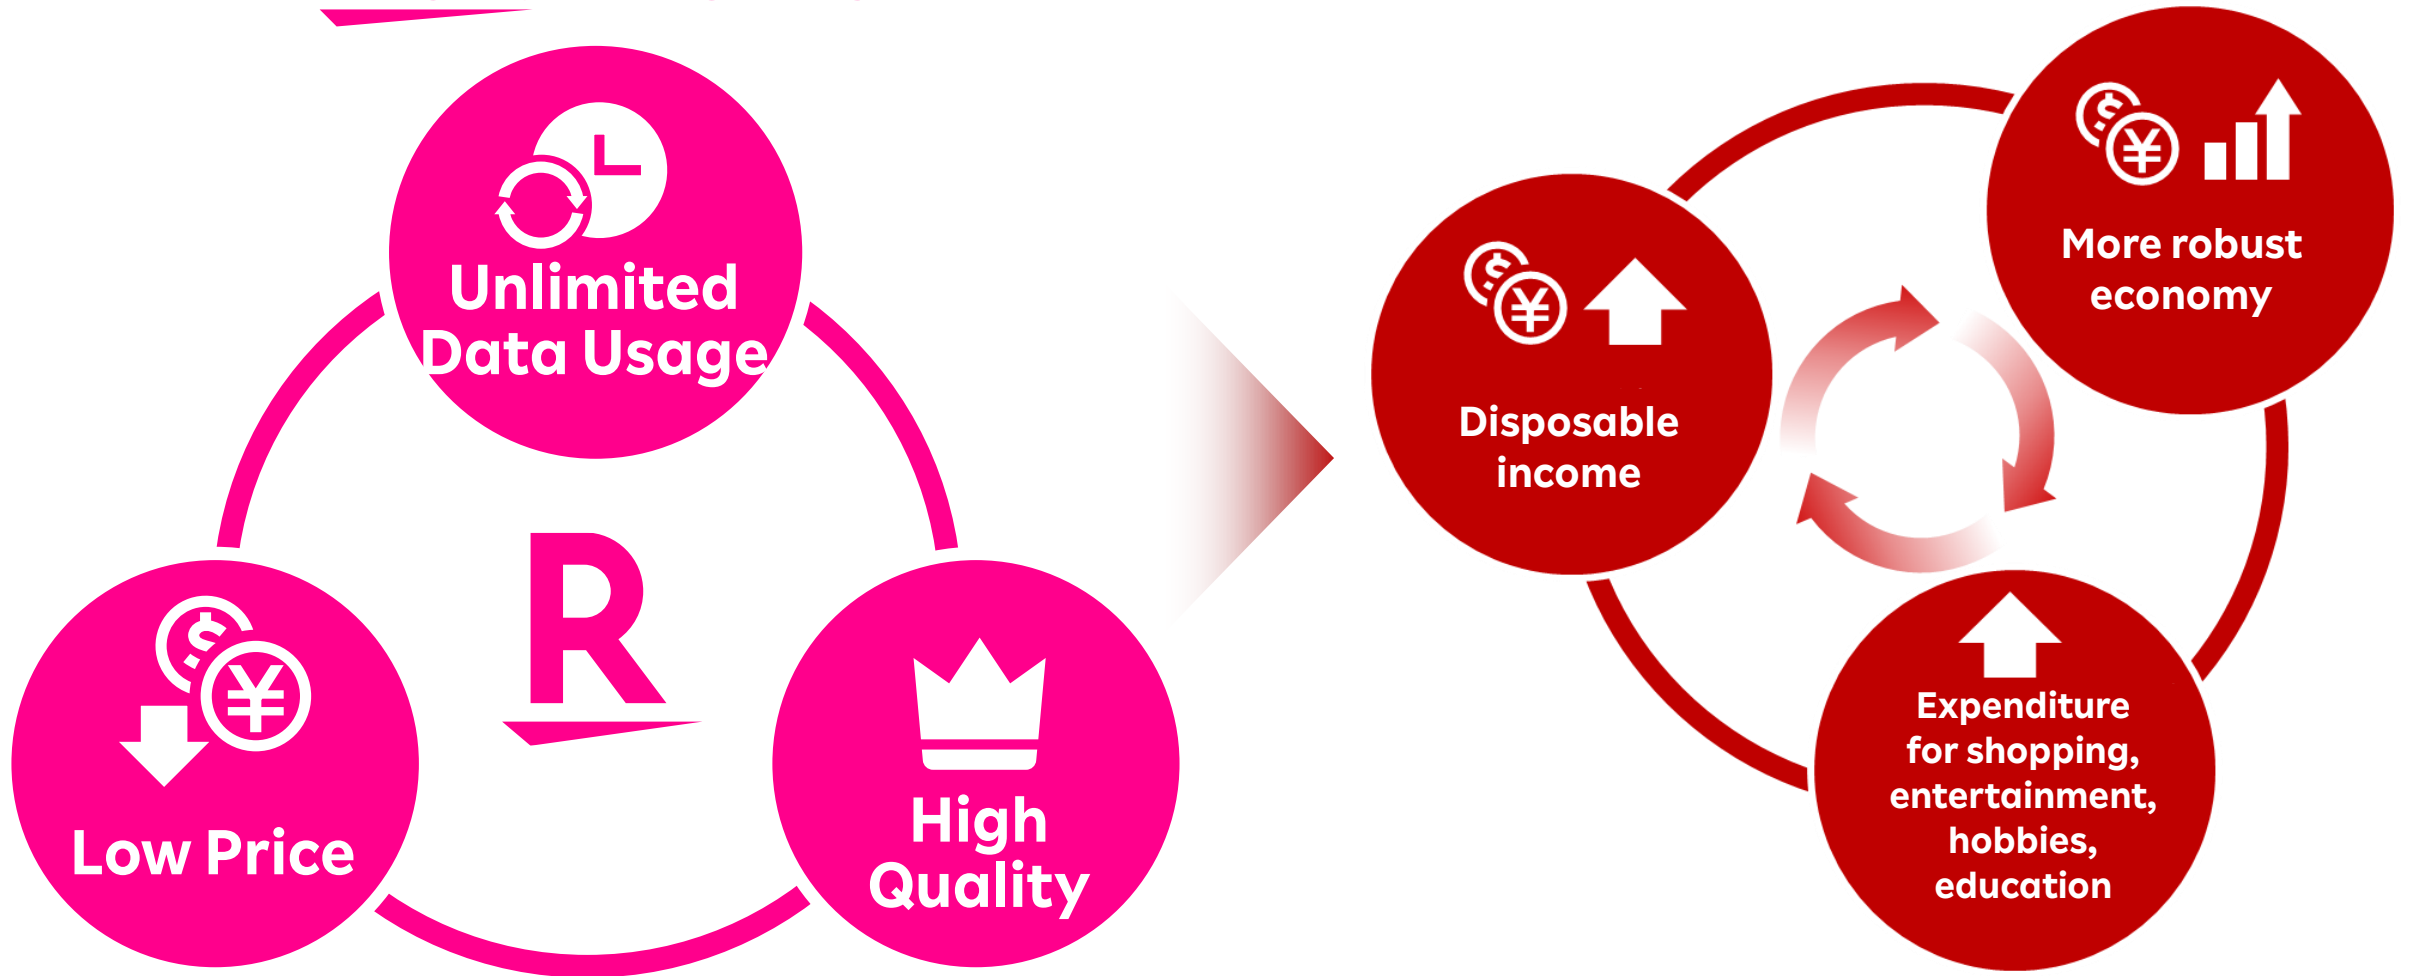 Unlimited
Data Usage
Low Price
R
High
Quality
Disposable
income
More robust
economy
Expenditure
for shopping,
entertainment,
hobbies,
education